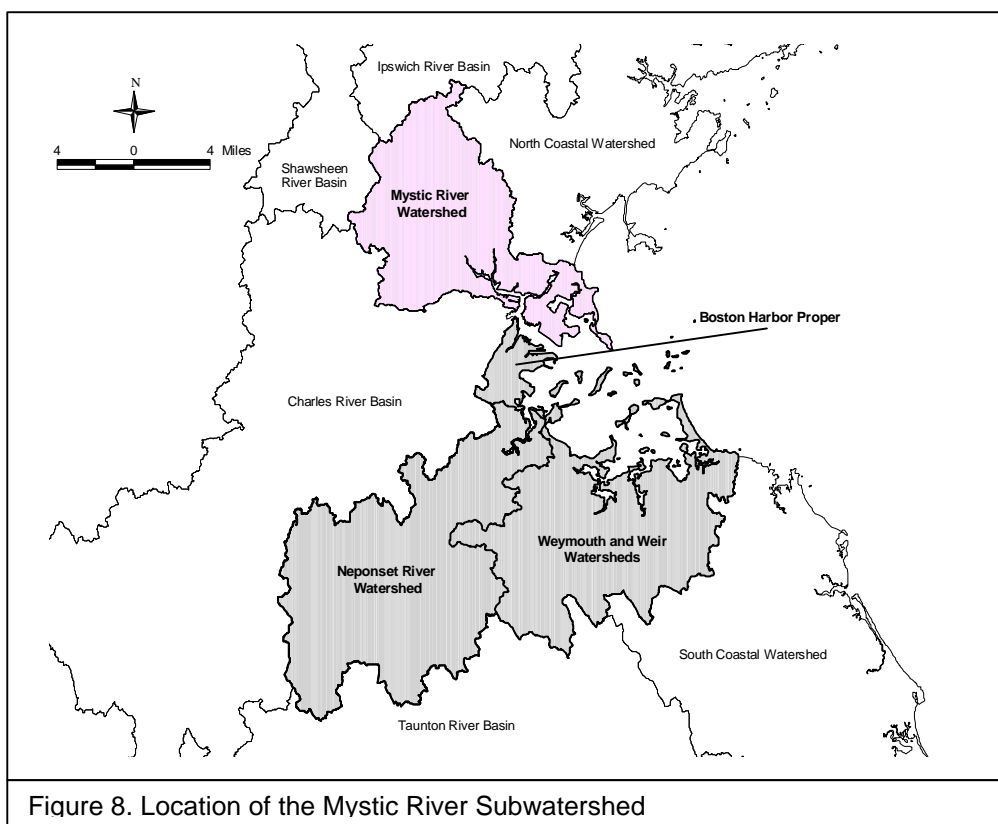 Ipswich River Basin
N
4 0 4 Miles
North Coastal Watershed
Shawsheen
River Basin
Mystic River
Watershed
Boston Harbor Proper
Charles River Basin
Weymouth and Weir
Watersheds
Neponset River
Watershed
South Coastal Watershed
Taunton River Basin
Figure 8. Location of the Mystic River Subwatershed